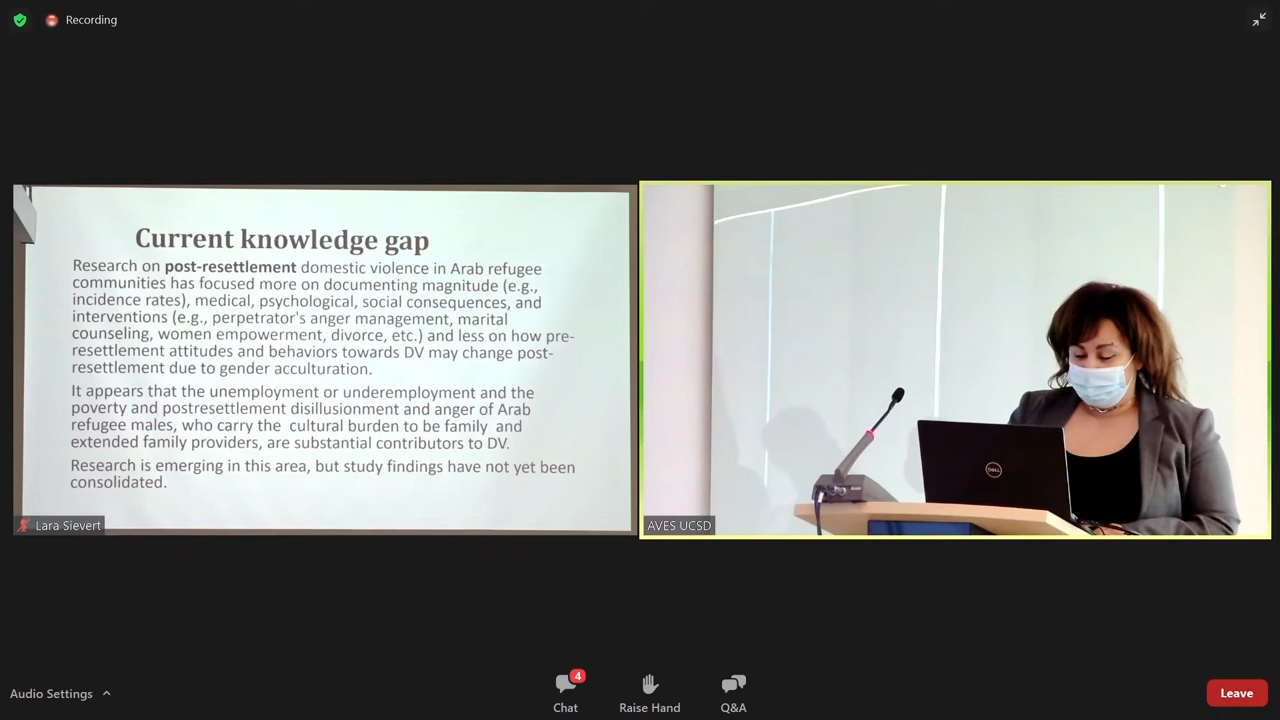 Recording
Current knowledge gap
Research on post-resettlement domestic violence in Arab refugee
communities has focused more on documenting magnitude (e.g.,
incidence rates), medical, psychological, social consequences, and
interventions (e.g., perpetrator's anger management, marital
counseling, women empowerment, divorce, etc.) and less on how pre-
resettlement attitudes and behaviors towards DV may change post-
resettlement due to gender acculturation.
It appears that the unemployment or underemployment and the
poverty and postresettlement disillusionment and anger of Arab
refugee males, who carry the cultural burden to be family and
extended family providers, are substantial contributors to DV.
Research is emerging in this area, but study findings have not yet been
consolidated.
Lara Sievert
DELL
AVES UCSD
Audio Settings
4
Chat
Raise Hand
Q&A
Leave